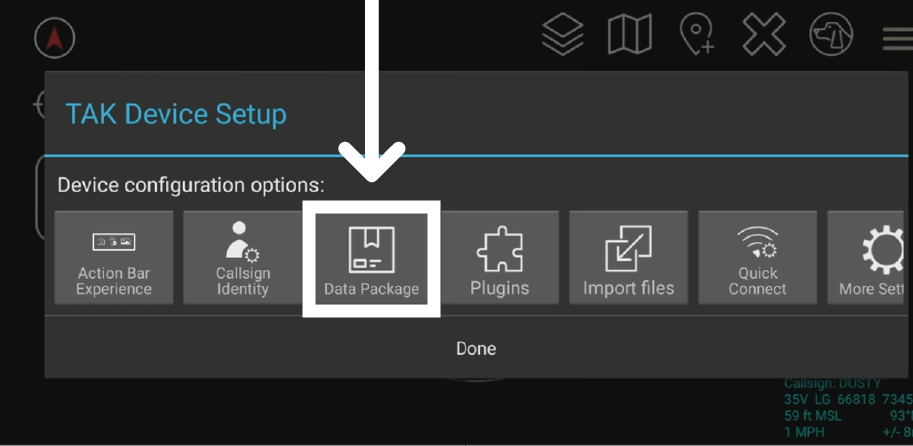 TAK Device Setup
Device configuration options:
Action Bar
Experience
Callsign
Identity
Data Package
Plugins
Import files
Quick
Connect
More Sett
Done
Callsign: DUSTY
35V LG 66818 7345
59 ft MSL 93°
1 MPH +/- 8